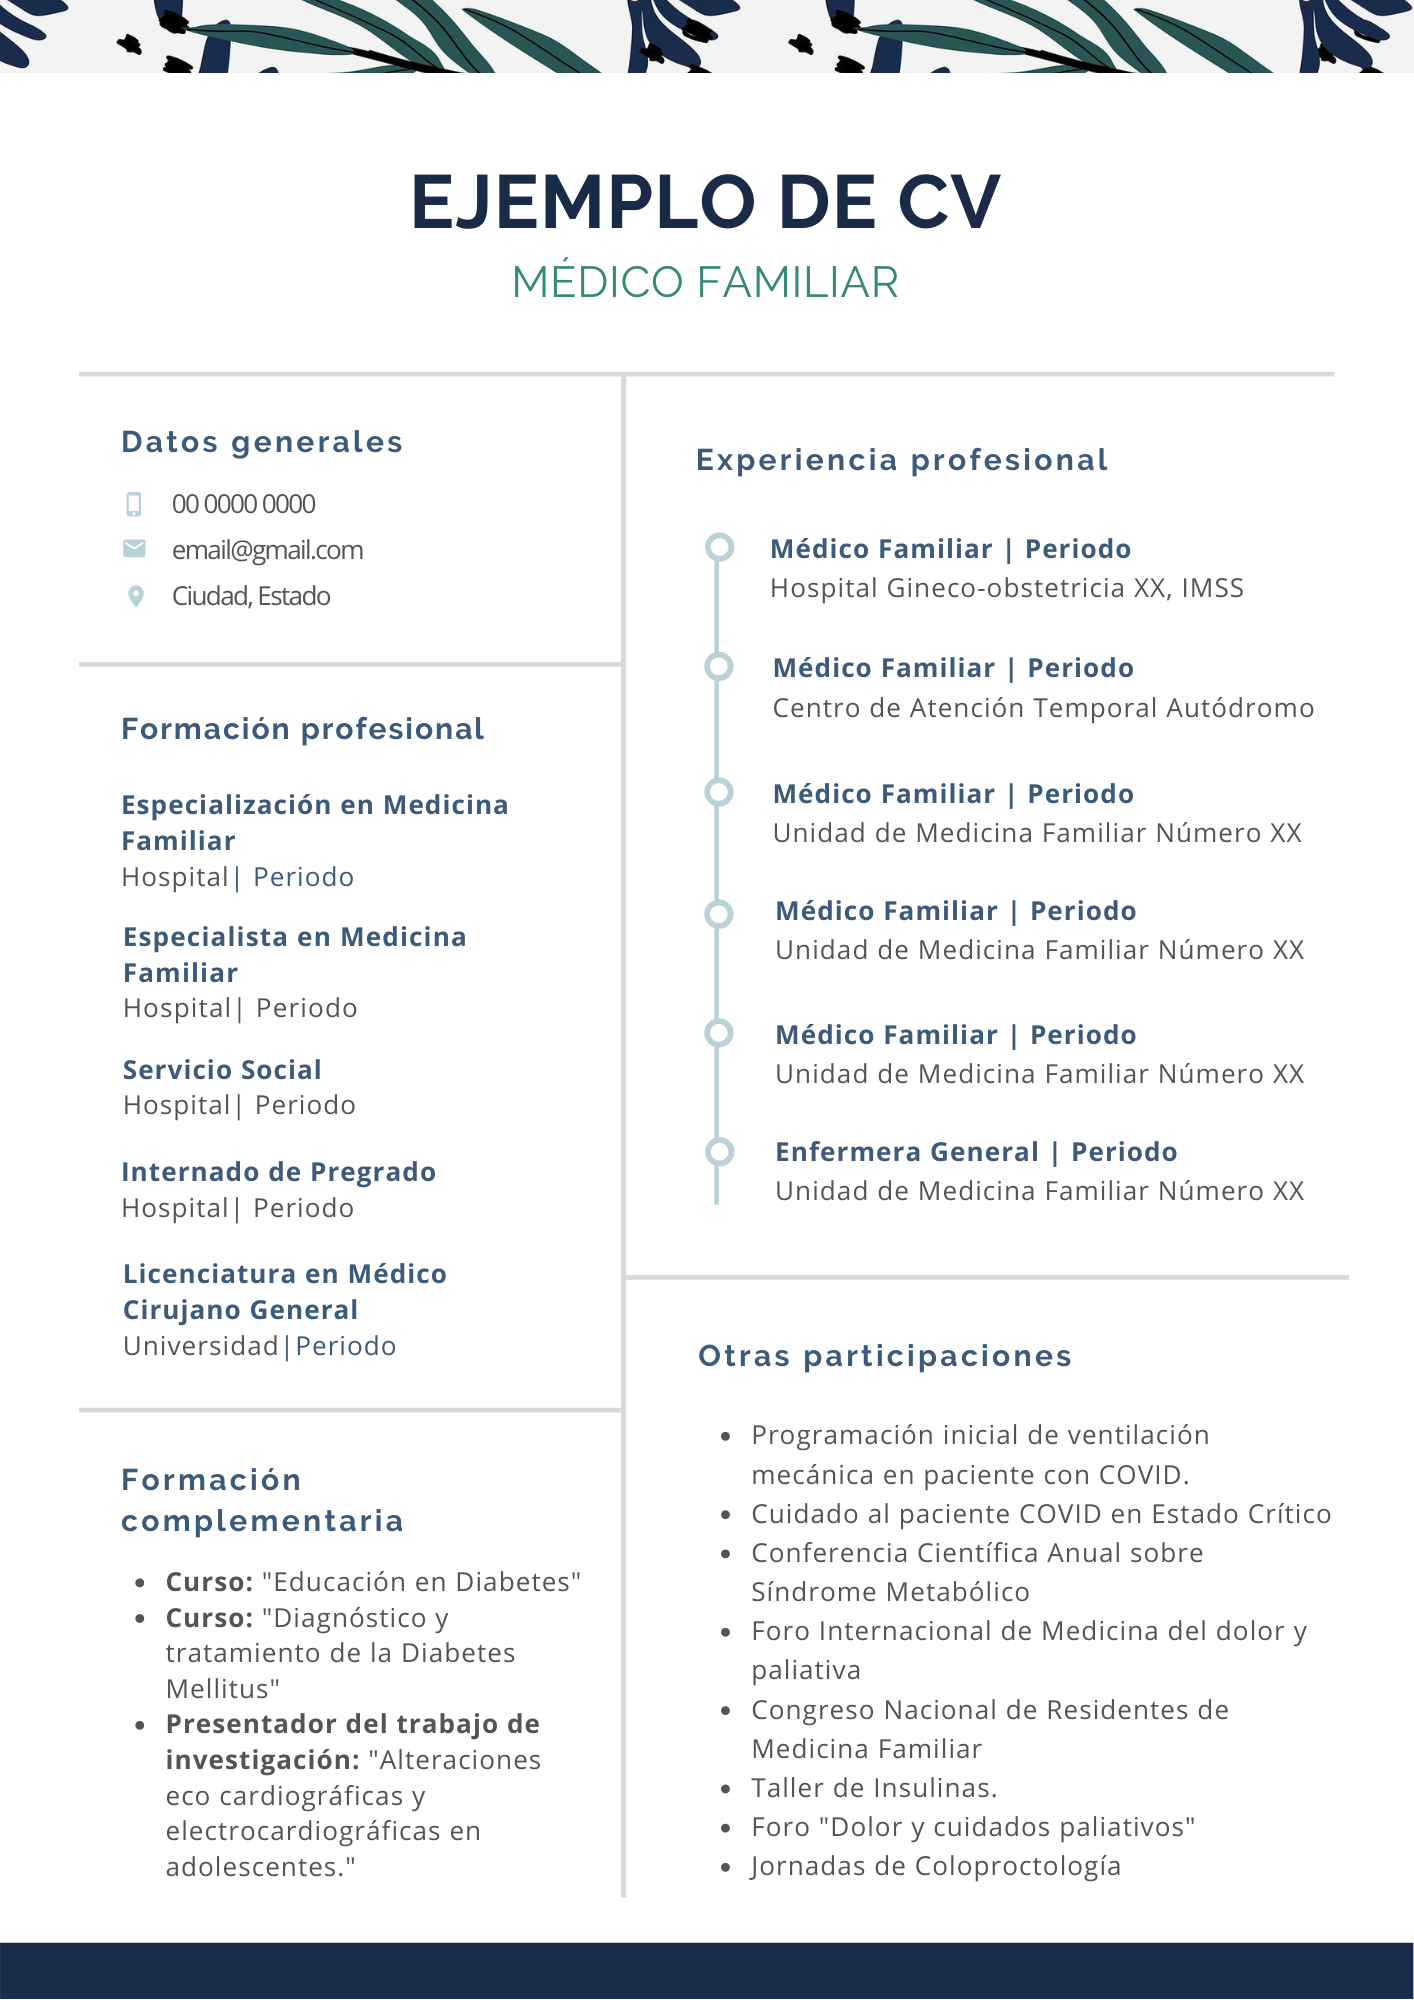 EJEMPLO DE CV
MÉDICO FAMILIAR
Datos generales
00 0000 0000
email@gmail.com
Ciudad, Estado
Formación profesional
Especialización en Medicina
Familiar
Hospital| Periodo
Especialista en Medicina
Familiar
Hospital| Periodo
Servicio Social
Hospital| Periodo
Internado de Pregrado
Hospital| Periodo
Licenciatura en Médico
Cirujano General
Universidad|Periodo
Formación
complementaria
• Curso: "Educación en Diabetes"
• Curso: "Diagnóstico y
tratamiento de la Diabetes
Mellitus"
• Presentador del trabajo de
investigación: "Alteraciones
eco cardiográficas y
electrocardiográficas en
adolescentes."
Experiencia profesional
Médico Familiar | Periodo
Hospital Gineco-obstetricia XX, IMSS
Médico Familiar | Periodo
Centro de Atención Temporal Autódromo
Médico Familiar | Periodo
Unidad de Medicina Familiar Número XX
Médico Familiar | Periodo
Unidad de Medicina Familiar Número XX
Médico Familiar | Periodo
Unidad de Medicina Familiar Número XX
Enfermera General | Periodo
Unidad de Medicina Familiar Número XX
Otras participaciones
• Programación inicial de ventilación
mecánica en paciente con COVID.
• Cuidado al paciente COVID en Estado Crítico
• Conferencia Científica Anual sobre
Síndrome Metabólico
• Foro Internacional de Medicina del dolor y
paliativa
• Congreso Nacional de Residentes de
Medicina Familiar
• Taller de Insulinas.
• Foro "Dolor y cuidados paliativos"
• Jornadas de Coloproctología